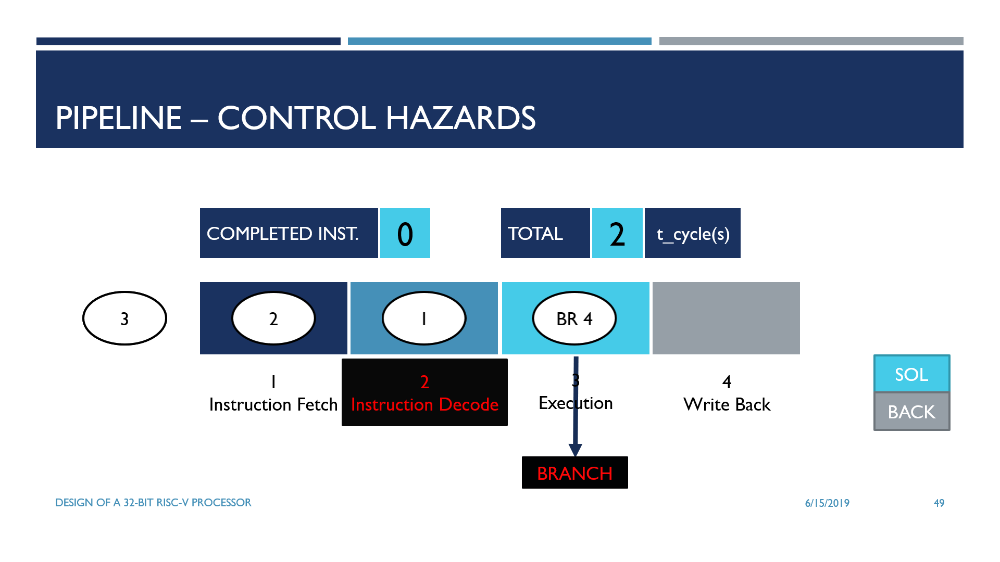 PIPELINE – CONTROL HAZARDS
COMPLETED INST. 0 TOTAL 2 t_cycle(s)
3 2 1 BR 4
1 2 3 4
Instruction Fetch Instruction Decode Execution Write Back
SOL
BACK
BRANCH
DESIGN OF A 32-BIT RISC-V PROCESSOR 6/15/2019 49